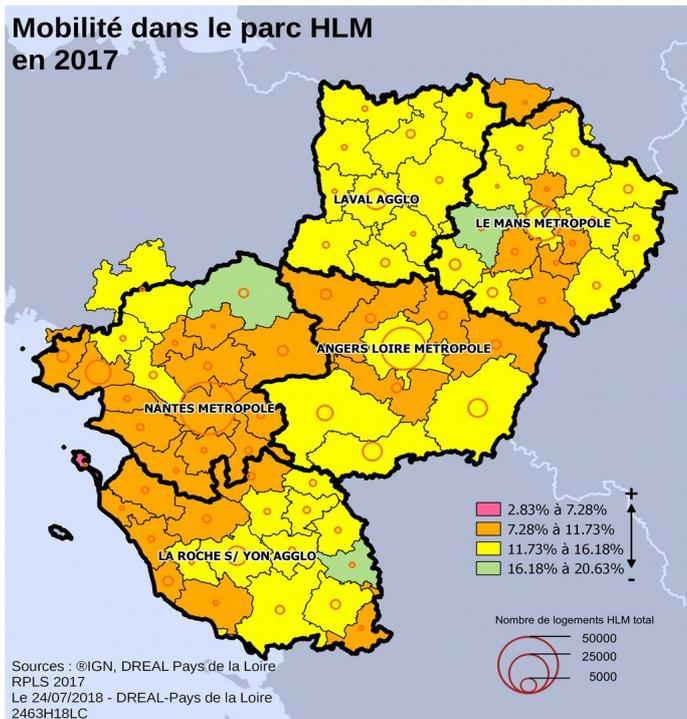 Mobilité dans le parc HLM
en 2017
LAVAL AGGLO
LE MANS METROPOLE
ANGERS LOIRE METROPOLE
NANTES METROPOLE
LA ROCHE S/ YON AGGLO
+
2.83% à 7.28%
7.28% à 11.73%
11.73% à 16.18%
16.18% à 20.63%
-
Nombre de logements HLM total
50000
25000
5000
Sources : ®IGN, DREAL Pays de la Loire
RPLS 2017
Le 24/07/2018 - DREAL-Pays de la Loire
2463H18LC